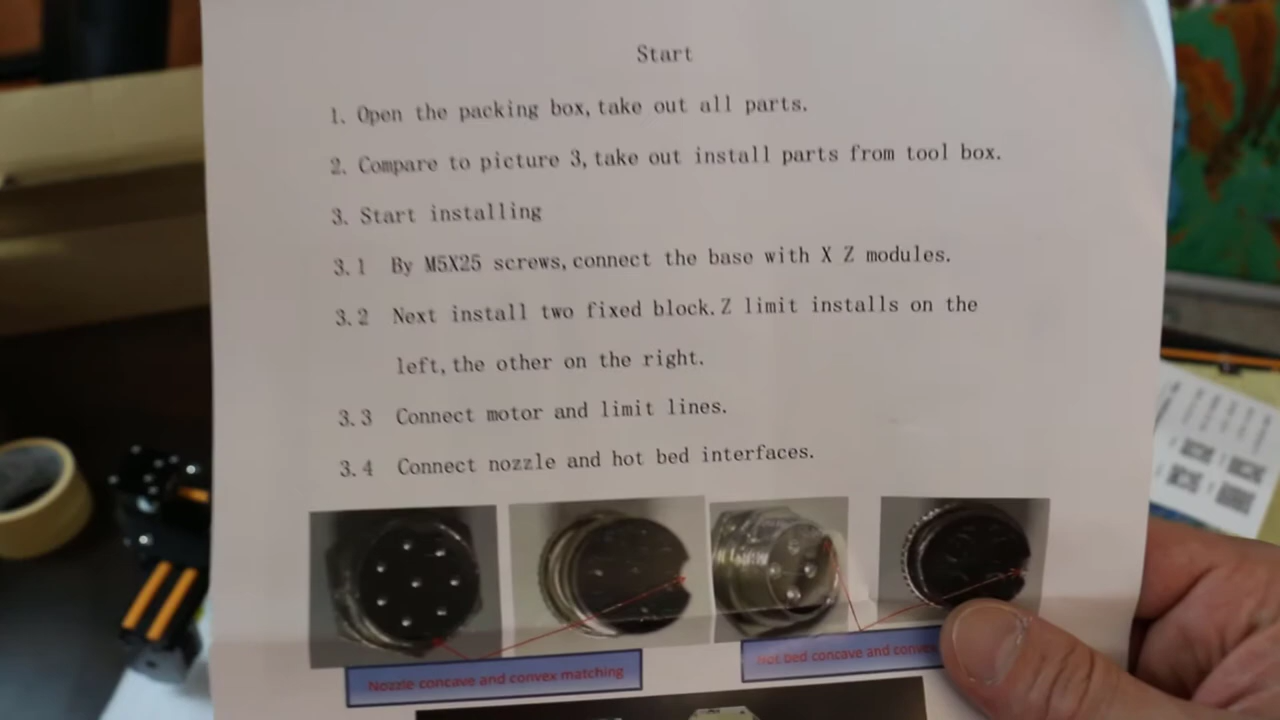 Start
1. Open the packing box, take out all parts.
2. Compare to picture 3, take out install parts from tool box.
3. Start installing
3.1 By M5X25 screws, connect the base with X Z modules.
3.2 Next install two fixed block. Z limit installs on the
left, the other on the right.
3.3 Connect motor and limit lines.
3.4 Connect nozzle and hot bed interfaces.
Nozzle concave and convex matching
Hot bed concave and